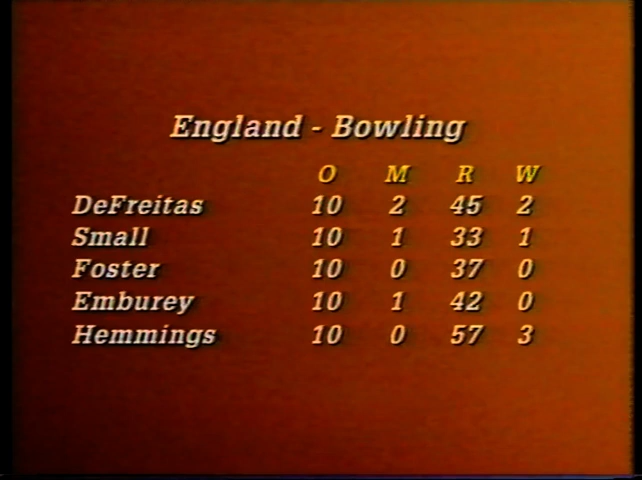 England - Bowling
O M R W
DeFreitas 10 2 45 2
Small 10 1 33 1
Foster 10 0 37 0
Emburey 10 1 42 0
Hemmings 10 0 57 3